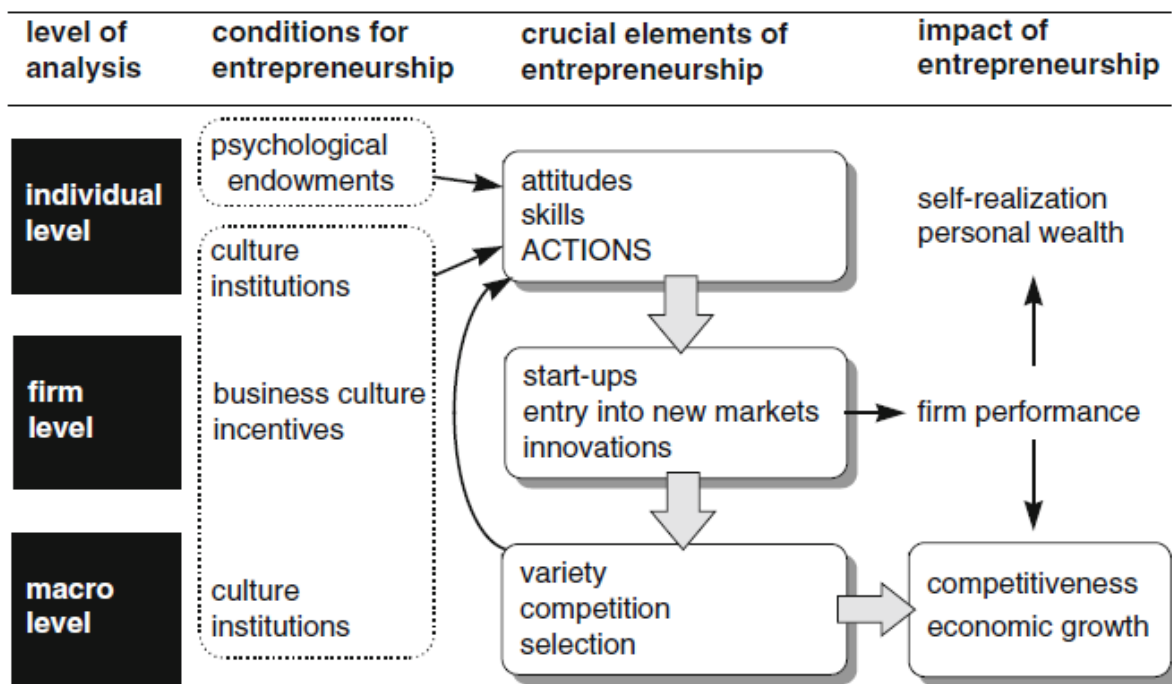 level of
analysis
conditions for
entrepreneurship
crucial elements of
entrepreneurship
impact of
entrepreneurship
individual
level
psychological
endowments
culture
institutions
attitudes
skills
ACTIONS
self-realization
personal wealth
firm
level
business culture
incentives
start-ups
entry into new markets
innovations
firm performance
macro
level
culture
institutions
variety
competition
selection
competitiveness
economic growth